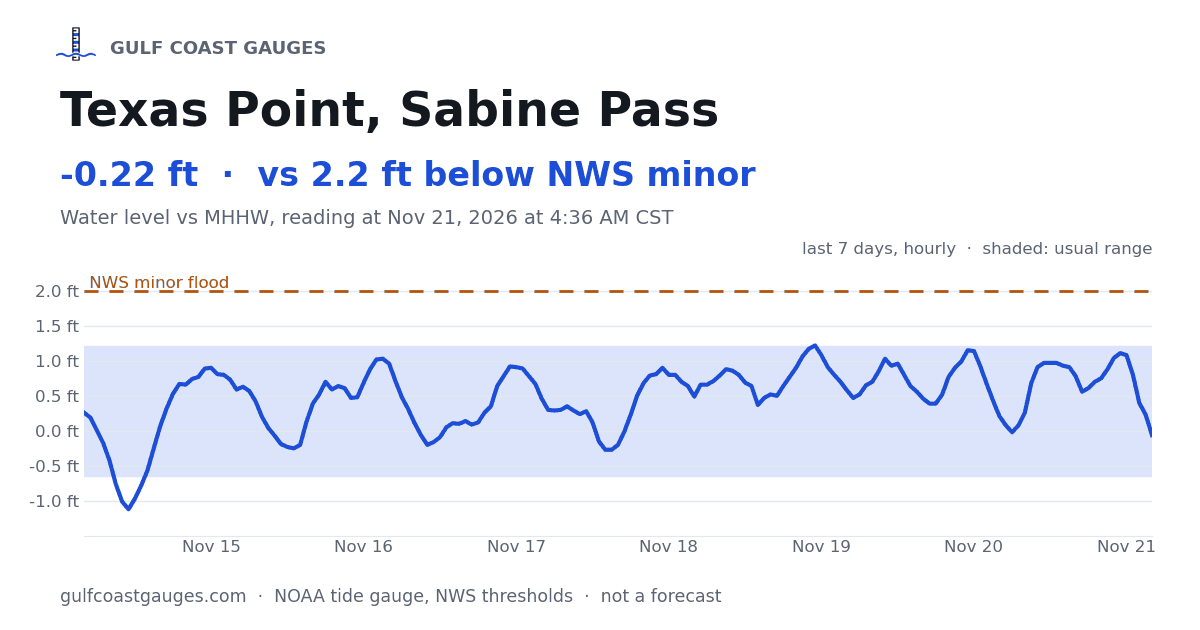 GULF COAST GAUGES
Texas Point, Sabine Pass
-0.22 ft · vs 2.2 ft below NWS minor
Water level vs MHHW, reading at Nov 21, 2026 at 4:36 AM CST
last 7 days, hourly · shaded: usual range
NWS minor flood
2.0 ft
1.5 ft
1.0 ft
0.5 ft
0.0 ft
-0.5 ft
-1.0 ft
Nov 15 Nov 16 Nov 17 Nov 18 Nov 19 Nov 20 Nov 21
gulfcoastgauges.com · NOAA tide gauge, NWS thresholds · not a forecast